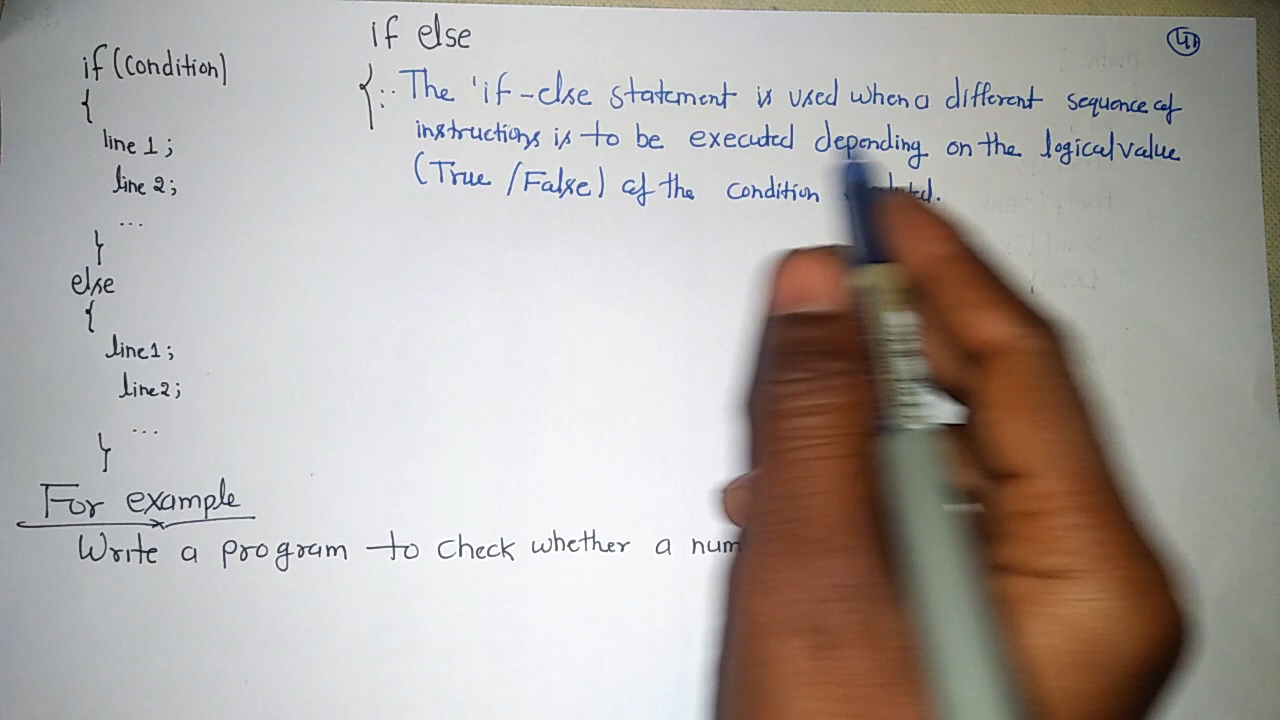 if else
if (Condition)
{
line 1;
line 2;
...
}
else
{
line1;
line2;
...
}
{:. The 'if-else statement is used when a different sequence of
instructions is to be executed depending on the logical value
(True / False) of the condition
For example
Write a program to check whether a